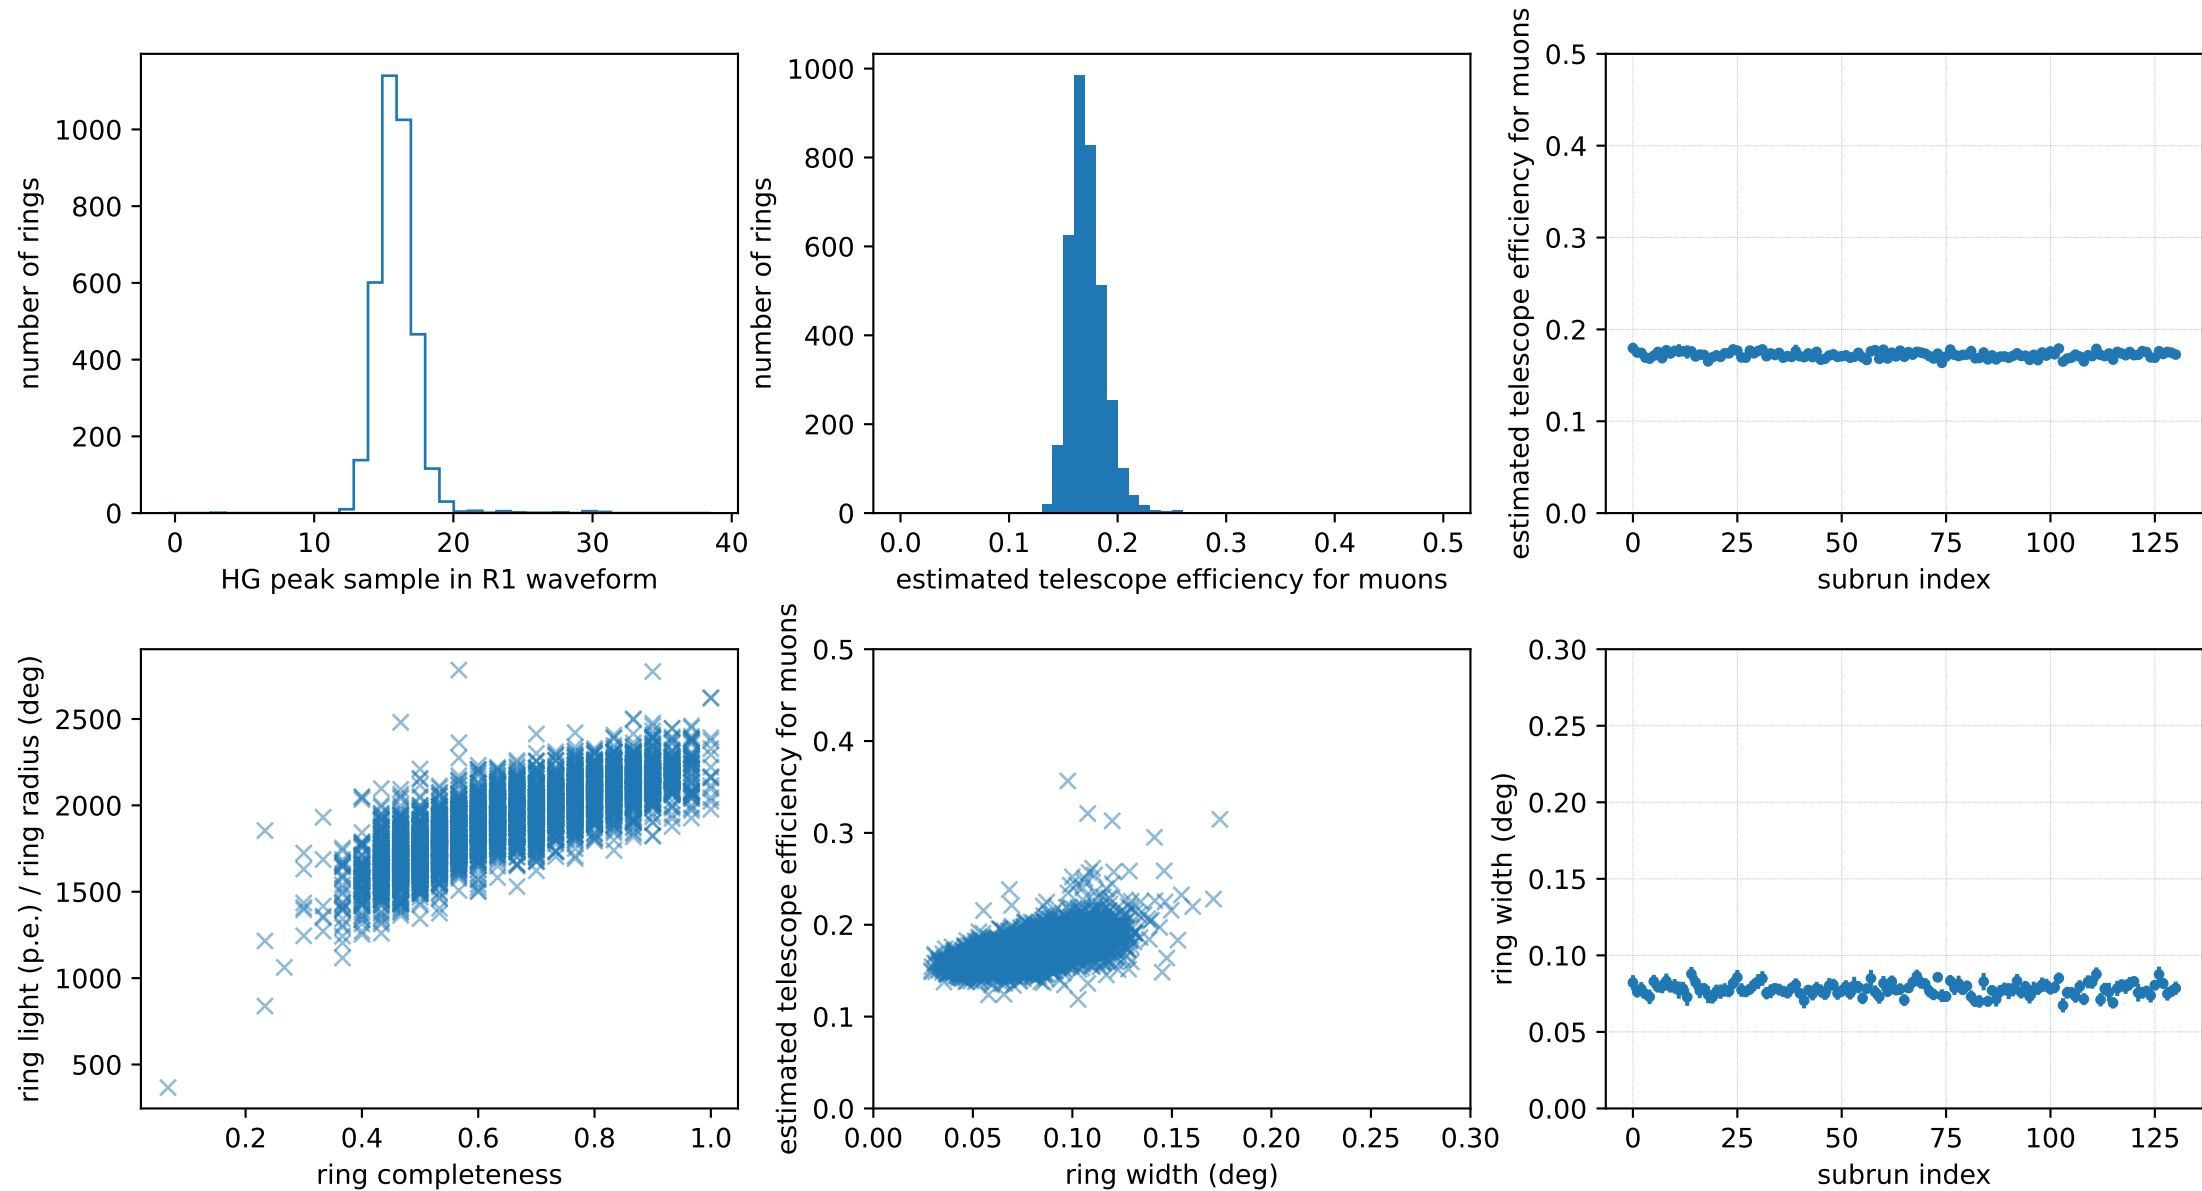 number of rings
1000
800
600
400
200
0
0 10 20 30 40
HG peak sample in R1 waveform
number of rings
1000
800
600
400
200
0
0.0 0.1 0.2 0.3 0.4 0.5
estimated telescope efficiency for muons
estimated telescope efficiency for muons
0.5
0.4
0.3
0.2
0.1
0.0
0 25 50 75 100 125
subrun index
ring light (p.e.) / ring radius (deg)
2500
2000
1500
1000
500
0.2 0.4 0.6 0.8 1.0
ring completeness
estimated telescope efficiency for muons
0.5
0.4
0.3
0.2
0.1
0.0
0.00 0.05 0.10 0.15 0.20 0.25 0.30
ring width (deg)
ring width (deg)
0.30
0.25
0.20
0.15
0.10
0.05
0.00
0 25 50 75 100 125
subrun index